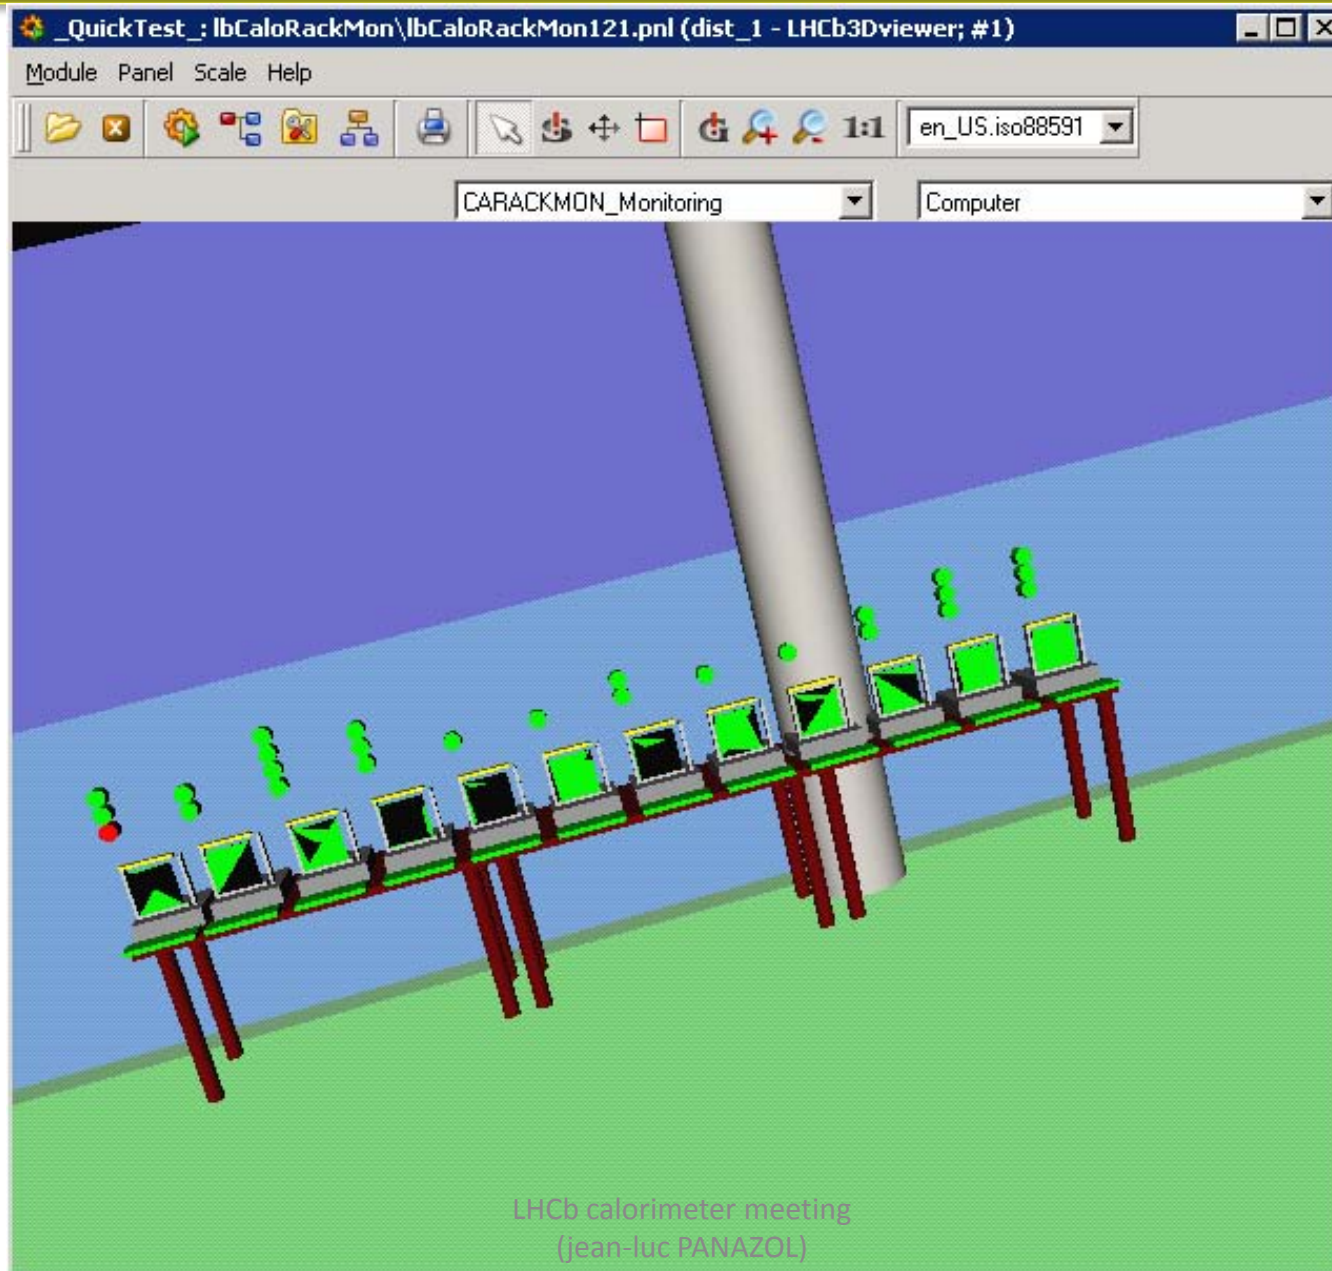 _QuickTest_: lbCaloRackMon\lbCaloRackMon121.pnl (dist_1 - LHCb3Dviewer; #1)
Module Panel Scale Help
1:1 en_US.iso88591
CARACKMON_Monitoring Computer
LHCb calorimeter meeting
(jean-luc PANAZOL)